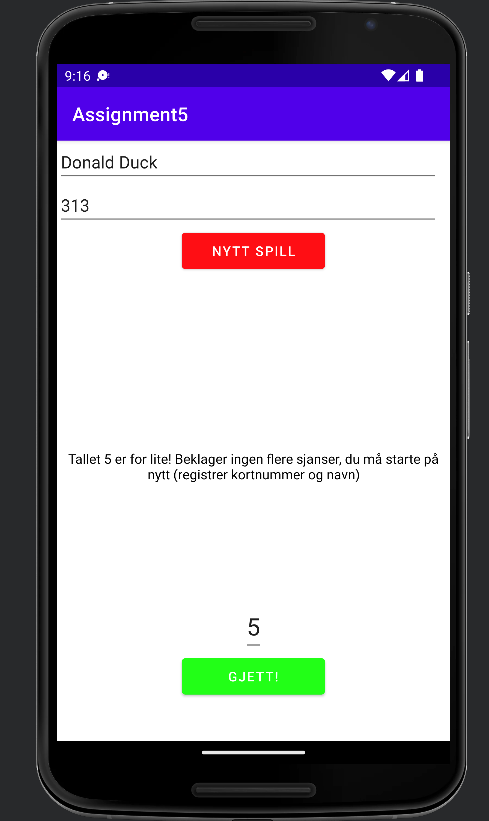 9:16
Assignment5
Donald Duck
313
NYTT SPILL
Tallet 5 er for lite! Beklager ingen flere sjanser, du må starte på
nytt (registrer kortnummer og navn)
5
GJETT!